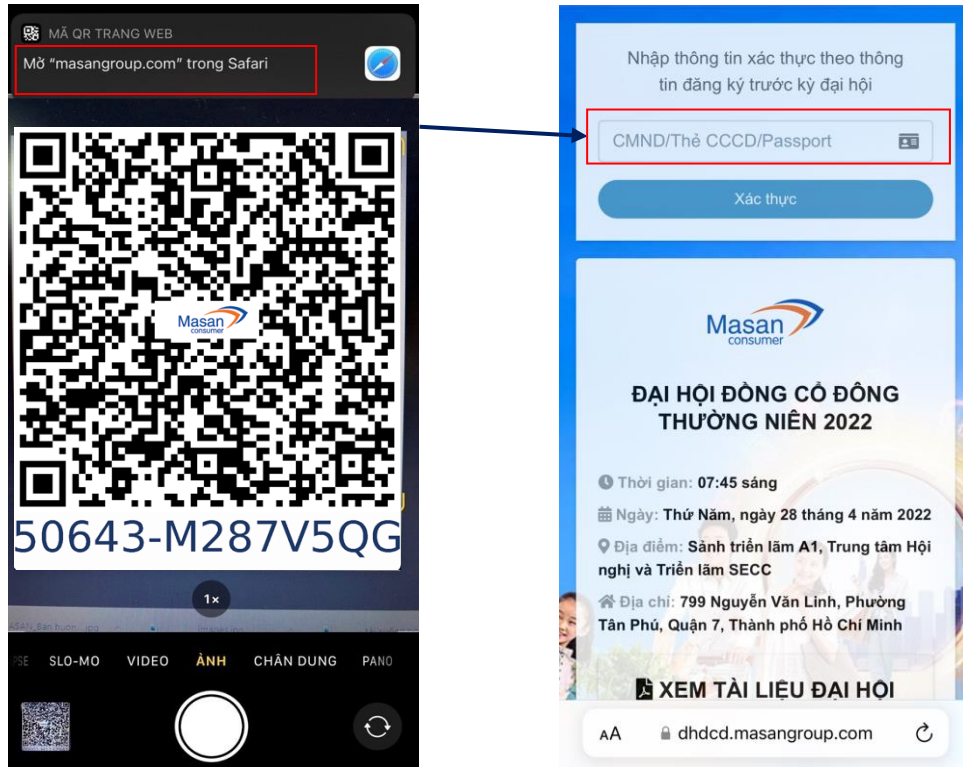 MÃ QR TRANG WEB
Mở “masangroup.com” trong Safari
Masan
consumer
50643-M287V5QG
1×
SLO-MO VIDEO ẢNH CHÂN DUNG PANO
Nhập thông tin xác thực theo thông
tin đăng ký trước kỳ đại hội
CMND/Thẻ CCCD/Passport
Xác thực
Masan
consumer
ĐẠI HỘI ĐỒNG CỔ ĐÔNG
THƯỜNG NIÊN 2022
Thời gian: 07:45 sáng
Ngày: Thứ Năm, ngày 28 tháng 4 năm 2022
Địa điểm: Sảnh triển lãm A1, Trung tâm Hội
nghị và Triển lãm SECC
Địa chỉ: 799 Nguyễn Văn Linh, Phường
Tân Phú, Quận 7, Thành phố Hồ Chí Minh
XEM TÀI LIỆU ĐẠI HỘI
AA dhdcd.masangroup.com